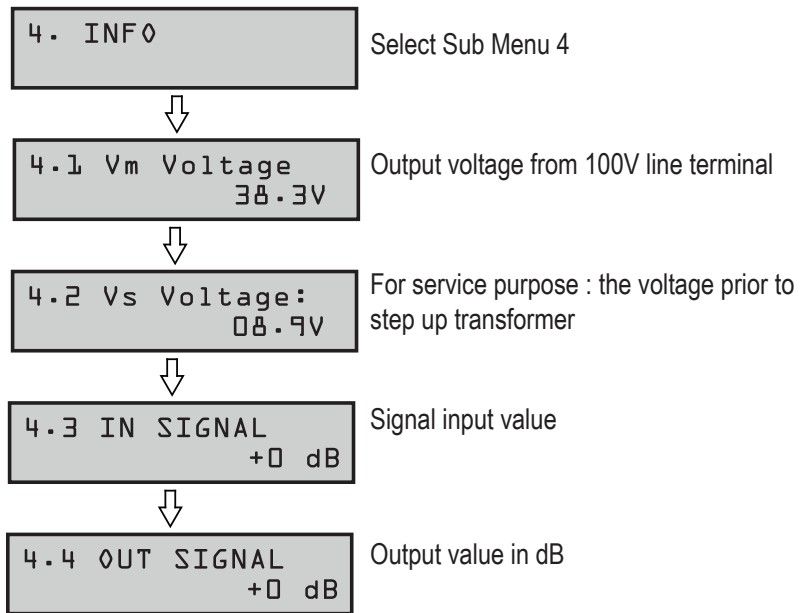 4. INFO
Select Sub Menu 4
4.1 Vm Voltage
38.3V
Output voltage from 100V line terminal
4.2 Vs Voltage:
08.9V
For service purpose : the voltage prior to
step up transformer
4.3 IN SIGNAL
+0 dB
Signal input value
4.4 OUT SIGNAL
+0 dB
Output value in dB